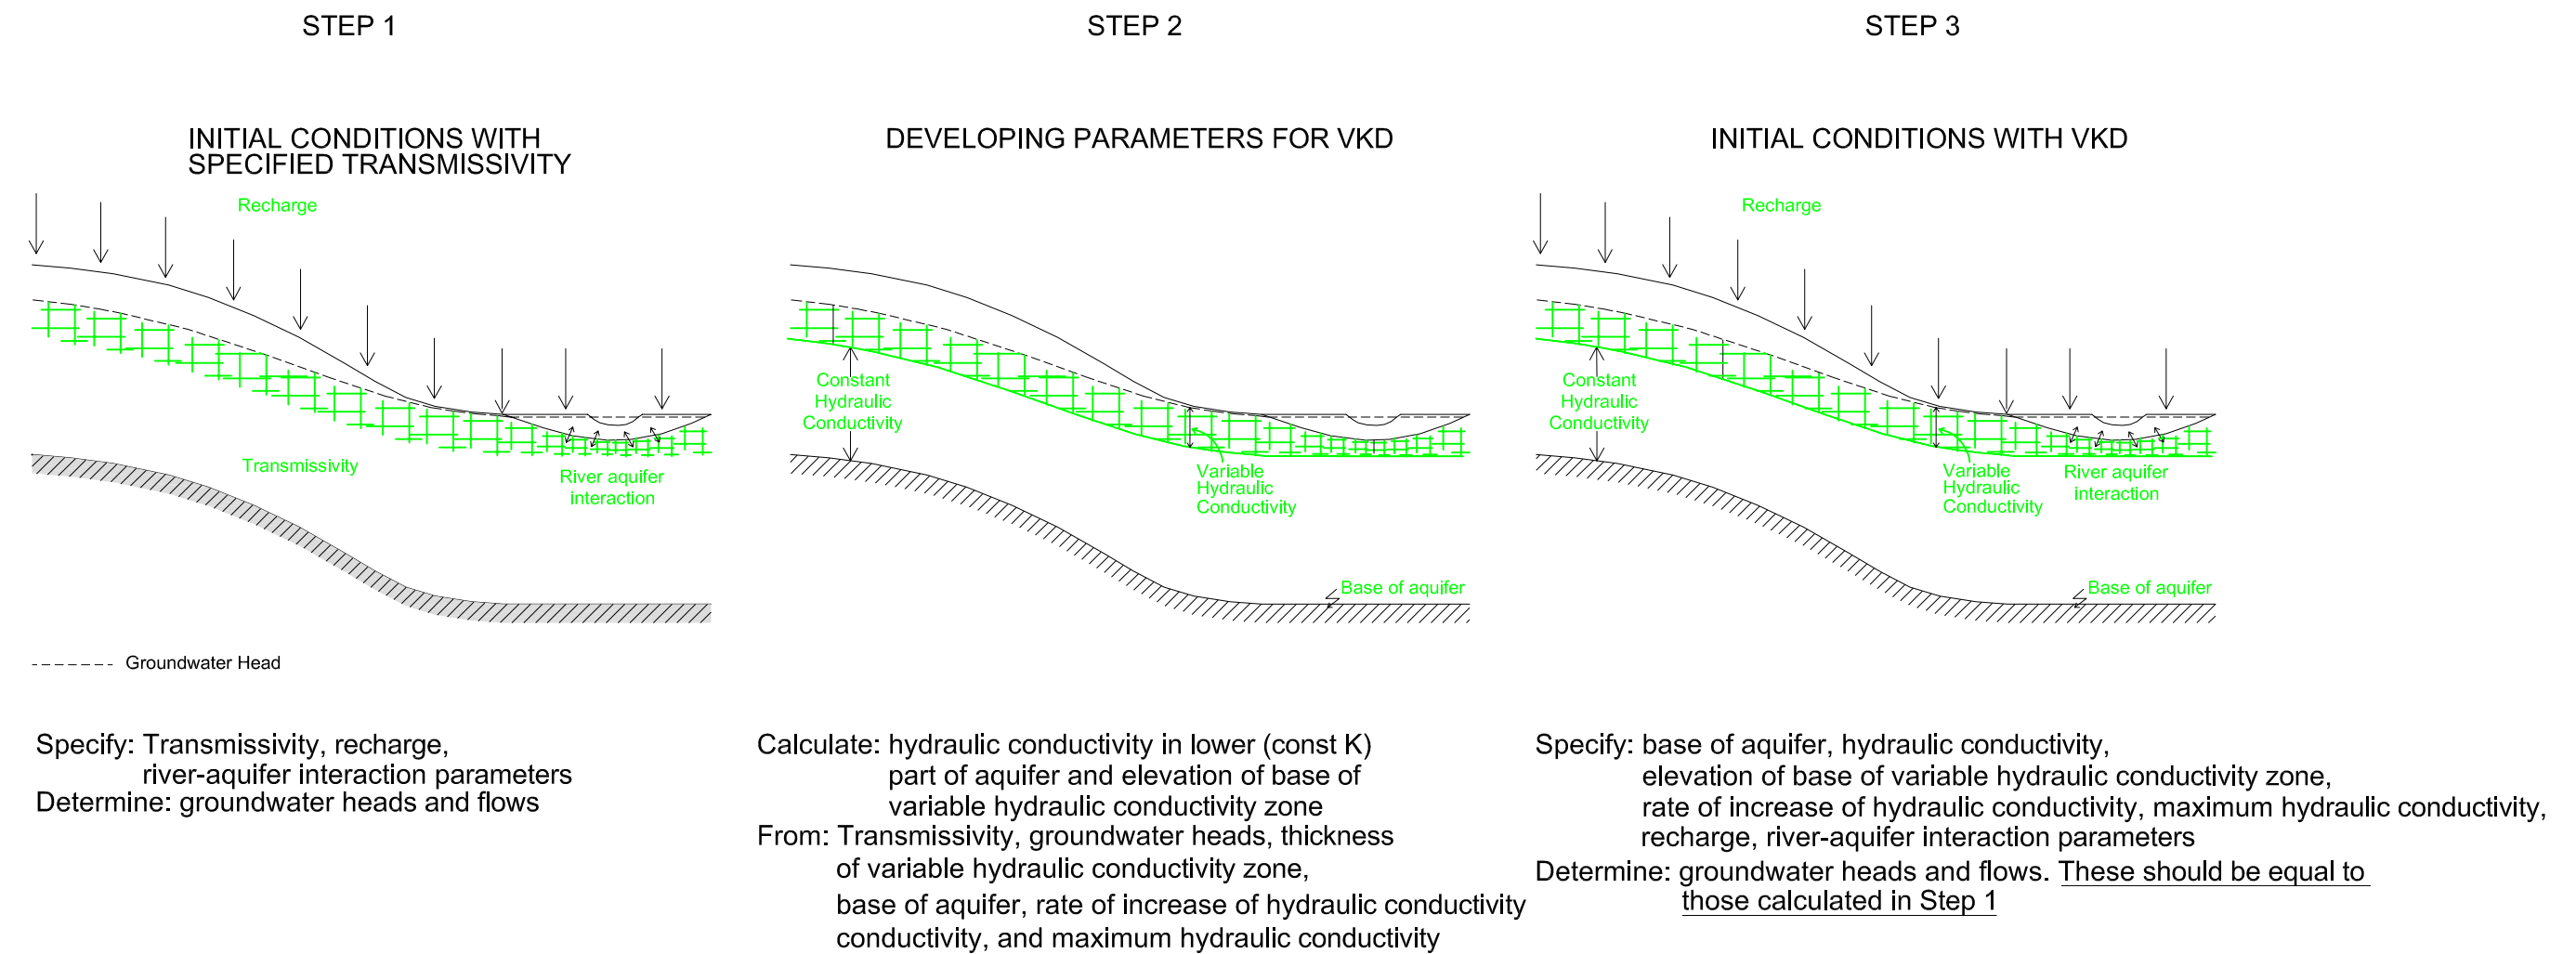 STEP 1
INITIAL CONDITIONS WITH
SPECIFIED TRANSMISSIVITY
Recharge
Transmissivity
River aquifer
interaction
Groundwater Head
Specify: Transmissivity, recharge,
river-aquifer interaction parameters
Determine: groundwater heads and flows
STEP 2
DEVELOPING PARAMETERS FOR VKD
Constant
Hydraulic
Conductivity
Variable
Hydraulic
Conductivity
Base of aquifer
Calculate: hydraulic conductivity in lower (const K)
part of aquifer and elevation of base of
variable hydraulic conductivity zone
From: Transmissivity, groundwater heads, thickness
of variable hydraulic conductivity zone,
base of aquifer, rate of increase of hydraulic conductivity
conductivity, and maximum hydraulic conductivity
STEP 3
INITIAL CONDITIONS WITH VKD
Recharge
Constant
Hydraulic
Conductivity
Variable
Hydraulic
Conductivity
River aquifer
interaction
Base of aquifer
Specify: base of aquifer, hydraulic conductivity,
elevation of base of variable hydraulic conductivity zone,
rate of increase of hydraulic conductivity, maximum hydraulic conductivity,
recharge, river-aquifer interaction parameters
Determine: groundwater heads and flows. These should be equal to
those calculated in Step 1